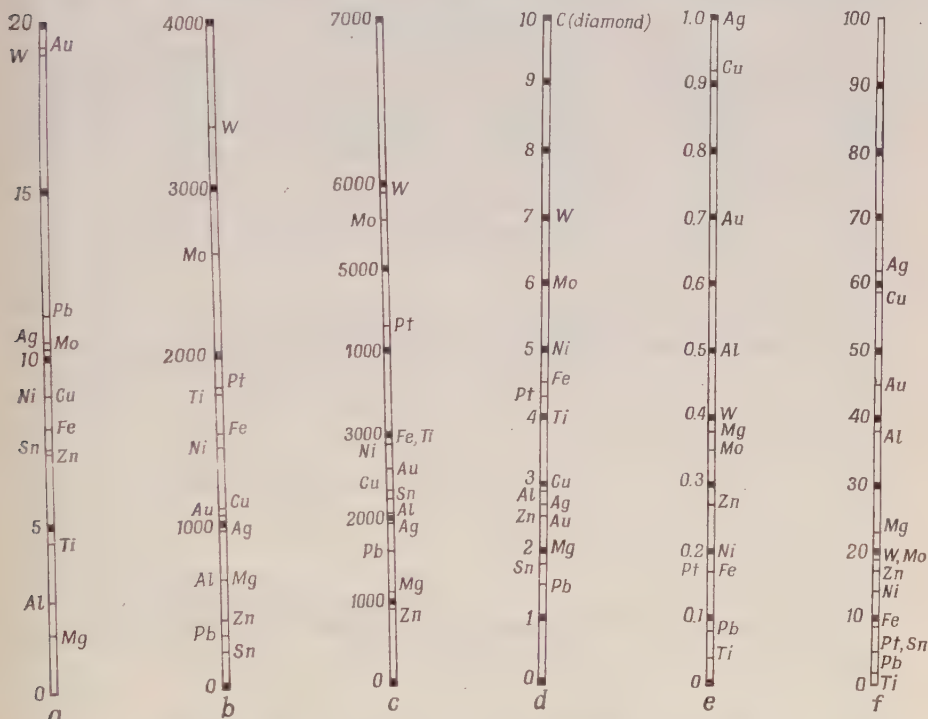 20
Au
W
15
Pb
Ag
Mo
10
Ni
Cu
Fe
Sn
Zn
5
Ti
Al
Mg
0
a
4000
W
3000
Mo
2000
Pt
Ti
Fe
Ni
Cu
Au
1000
Ag
Al
Mg
Zn
Pb
Sn
0
b
7000
6000
W
Mo
5000
Pt
1000
3000
Fe, Ti
Ni
Au
Cu
Sn
Al
2000
Ag
Pb
Mg
1000
Zn
0
c
10
C (diamond)
9
8
7
W
6
Mo
5
Ni
Fe
Pt
4
Ti
3
Cu
Al
Ag
Zn
Au
2
Mg
Sn
Pb
1
0
d
1.0
Ag
Cu
0.9
0.8
0.7
Au
0.6
0.5
Al
0.4
W
Mg
Mo
0.3
Zn
0.2
Ni
Pt
Fe
0.1
Pb
Ti
0
e
100
90
80
70
Ag
60
Cu
50
Au
40
Al
30
Mg
20
W, Mo
Zn
Ni
10
Fe
Pt, Sn
Pb
0
Ti
f